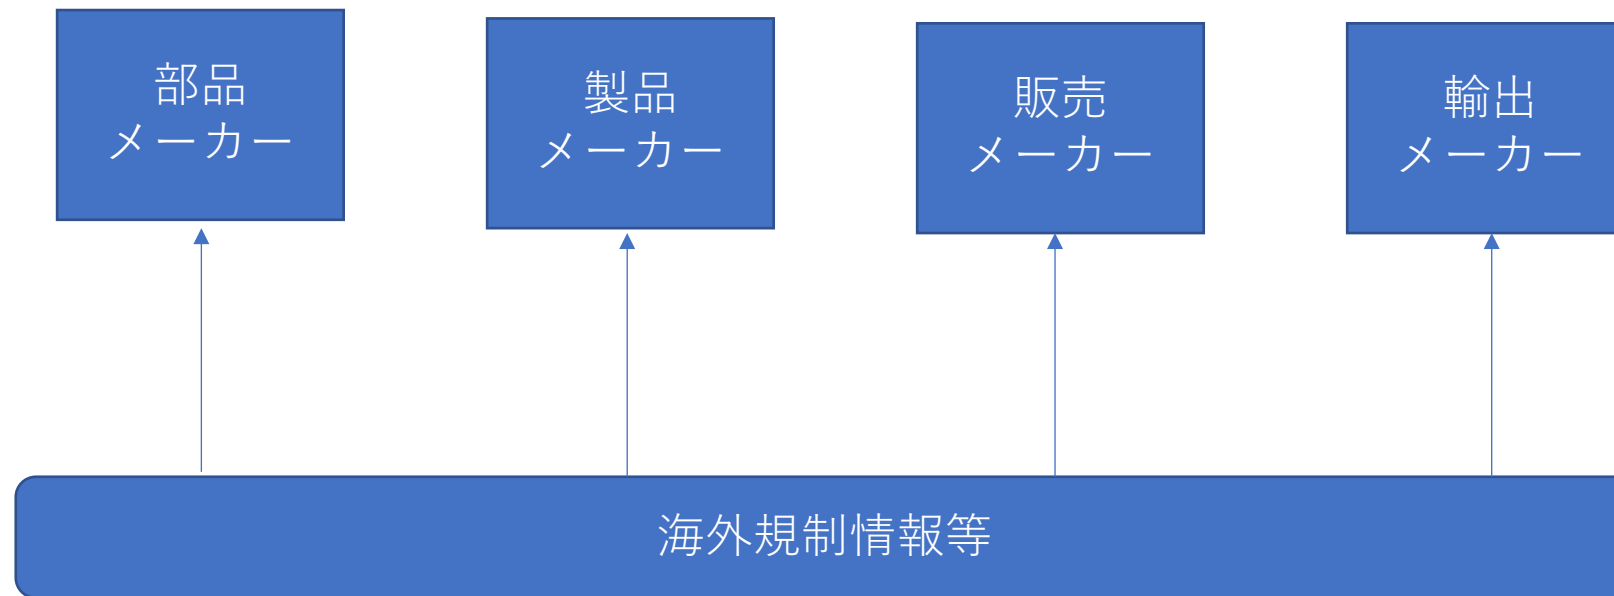 部品
メーカー
製品
メーカー
販売
メーカー
輸出
メーカー
海外規制情報等